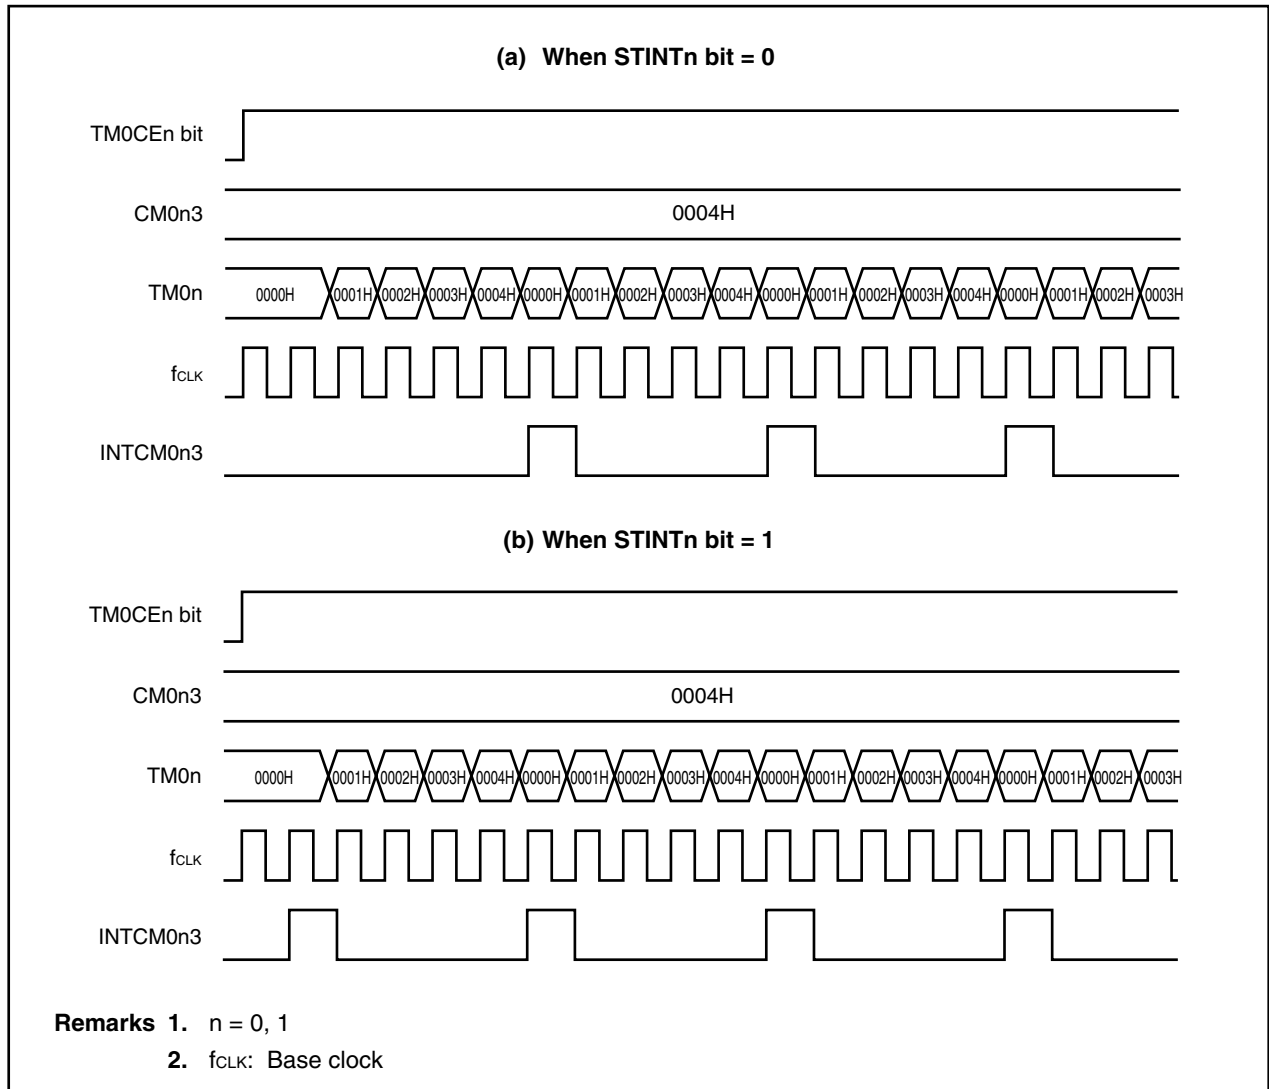 (a) When STINTn bit = 0
TM0CEn bit
CM0n3
0004H
TM0n
0000H 0001H 0002H 0003H 0004H 0000H 0001H 0002H 0003H 0004H 0000H 0001H 0002H 0003H 0004H 0000H 0001H 0002H 0003H
fCLK
INTCM0n3
(b) When STINTn bit = 1
TM0CEn bit
CM0n3
0004H
TM0n
0000H 0001H 0002H 0003H 0004H 0000H 0001H 0002H 0003H 0004H 0000H 0001H 0002H 0003H 0004H 0000H 0001H 0002H 0003H
fCLK
INTCM0n3
Remarks 1. n = 0, 1
2. fCLK: Base clock